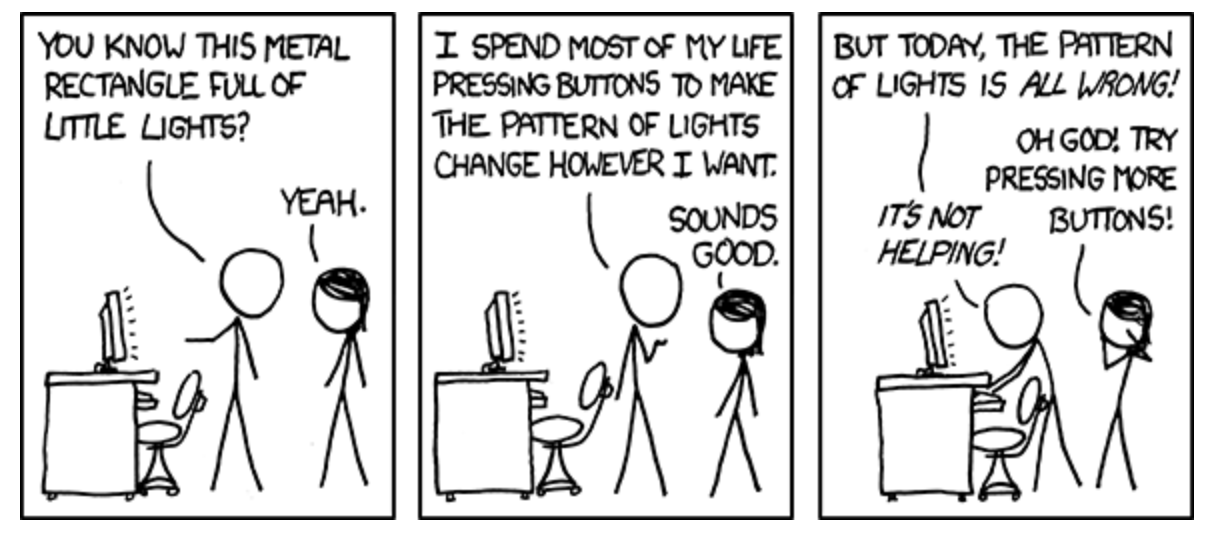 YOU KNOW THIS METAL
RECTANGLE FULL OF
LITTLE LIGHTS?
YEAH.
I SPEND MOST OF MY LIFE
PRESSING BUTTONS TO MAKE
THE PATTERN OF LIGHTS
CHANGE HOWEVER I WANT.
SOUNDS
GOOD.
BUT TODAY, THE PATTERN
OF LIGHTS IS ALL WRONG!
OH GOD! TRY
PRESSING MORE
BUTTONS!
IT'S NOT
HELPING!